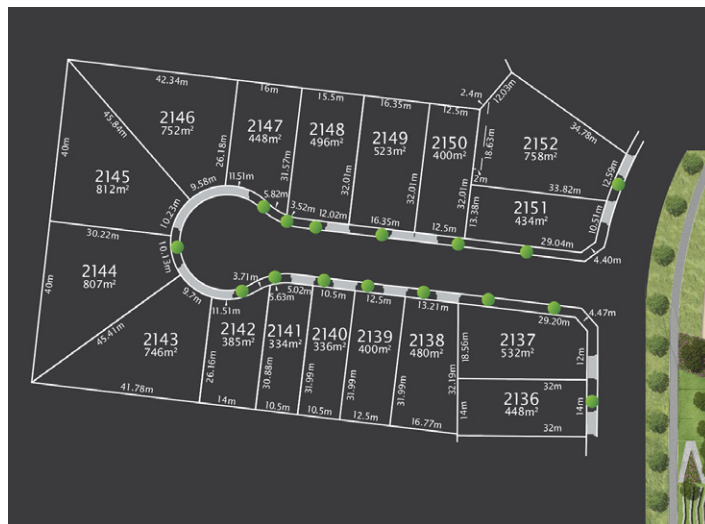 2.4m
12.03m
42.34m
16m
15.5m
16.35m
12.5m
34.78m
45.84m
2146
752m²
2147
448m²
2148
496m²
2149
523m²
2150
400m²
18.63m
2152
758m²
40m
26.18m
31.57m
32.01m
32.01m
2145
812m²
9.58m
11.51m
5.82m
3.52m
12.02m
16.35m
12.5m
2m
13.38m
33.82m
2151
434m²
12.59m
10.51m
10.23m
30.22m
10.13m
29.04m
4.40m
2144
807m²
40m
9.7m
11.51m
3.71m
5.63m
5.02m
10.5m
12.5m
13.21m
29.20m
4.47m
45.41m
2143
746m²
2142
385m²
2141
334m²
2140
336m²
2139
400m²
2138
480m²
18.56m
2137
532m²
12m
26.16m
30.88m
31.99m
31.99m
31.99m
32.19m
32m
2136
448m²
14m
14m
41.78m
14m
10.5m
10.5m
12.5m
16.77m
32m